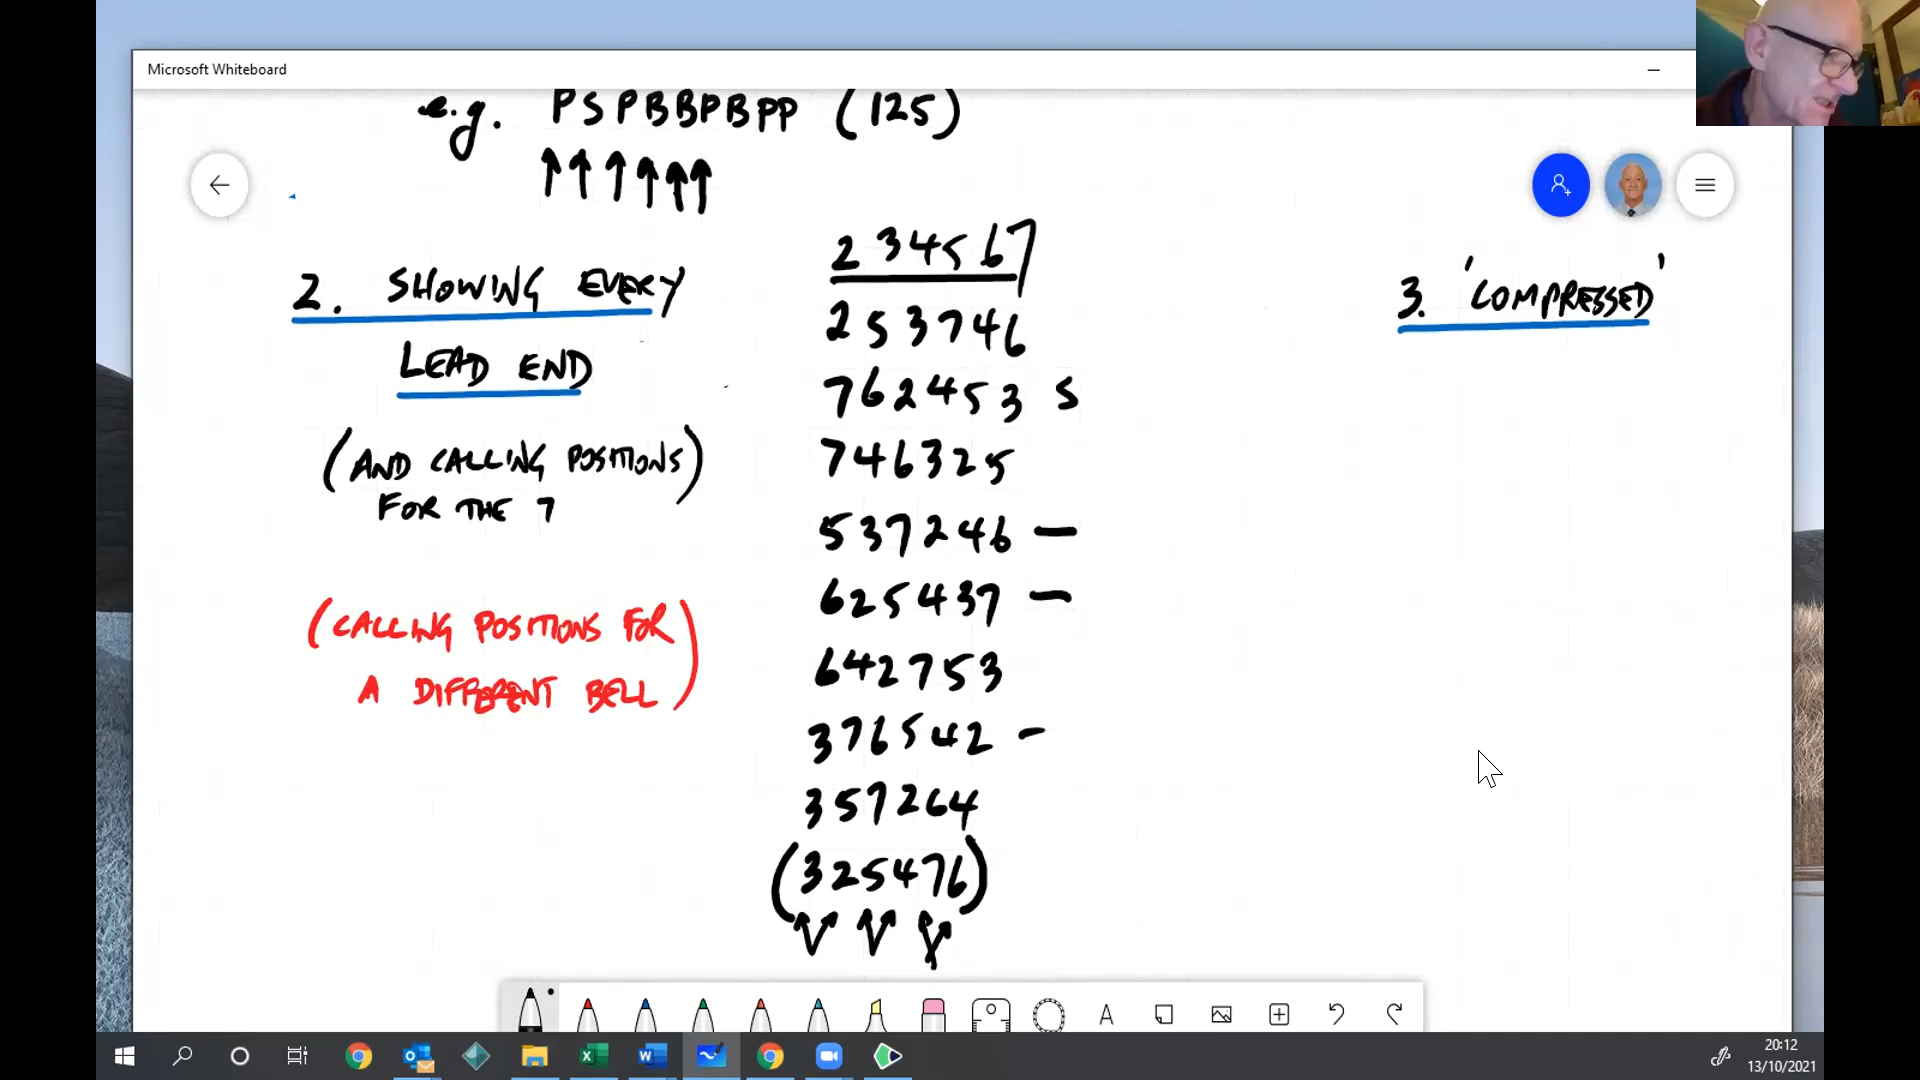 Microsoft Whiteboard
e.g. PSPBBPBPP (125)
2. SHOWING EVERY
LEAD END
(AND CALLING POSITIONS)
FOR THE 7
(CALLING POSITIONS FOR
A DIFFERENT BELL)
234567
253746
762453 S
746325
537246 —
625437 —
642753
376542 -
357264
(325476)
3. 'COMPRESSED'
20:12
13/10/2021